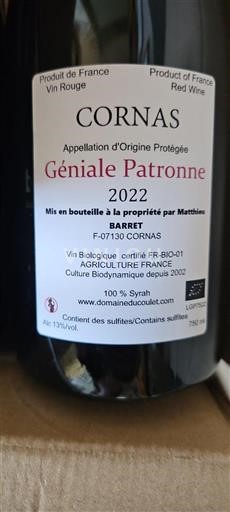 Produit de France Product of France
Vin Rouge Red Wine
CORNAS
Appellation d'Origine Protégée
Géniale Patronne
2022
Mis en bouteille à la propriété par Matthieu
BARRET
F-07130 CORNAS
Vin Biologique certifié FR-BIO-01
AGRICULTURE FRANCE
Culture Biodynamique depuis 2002
100 % Syrah
www.domaineducoulet.com
Contient des sulfites/Contains sulfites
Alc 13%vol. 750 ml